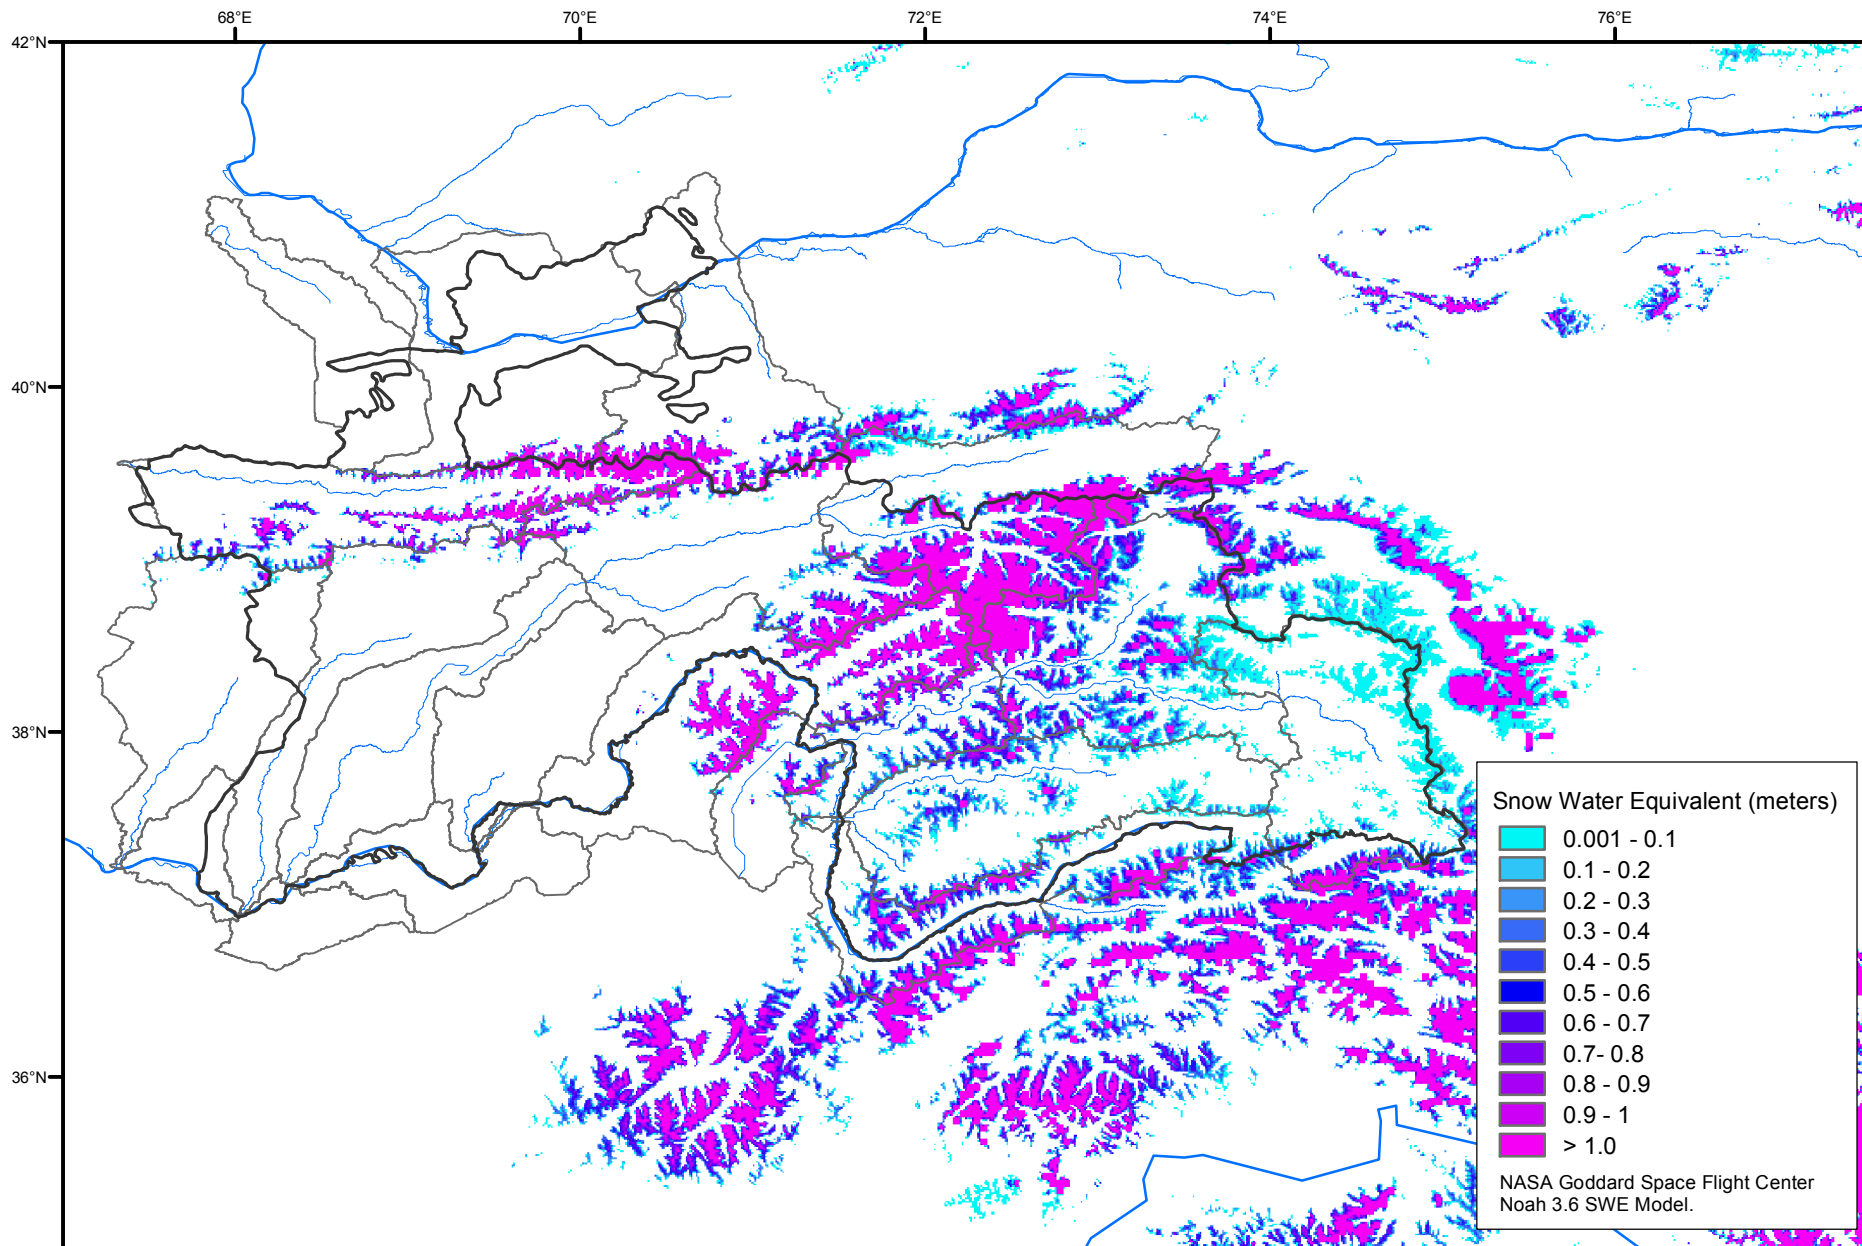 68°E
70°E
72°E
74°E
76°E
42°N
40°N
38°N
36°N
Snow Water Equivalent (meters)
0.001 - 0.1
0.1 - 0.2
0.2 - 0.3
0.3 - 0.4
0.4 - 0.5
0.5 - 0.6
0.6 - 0.7
0.7- 0.8
0.8 - 0.9
0.9 - 1
> 1.0
NASA Goddard Space Flight Center
Noah 3.6 SWE Model.